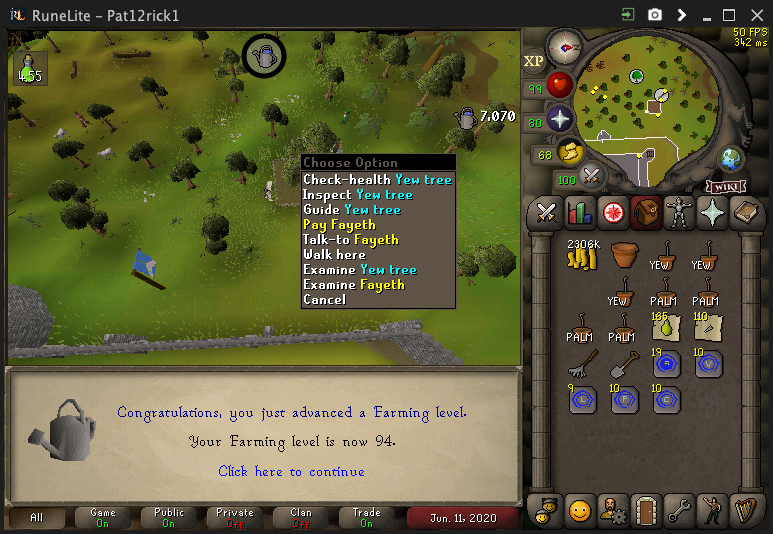 RuneLite - Pat12rick1
50 FPS
342 ms
4.55
XP
99
7.070
80
68
100
WIKI
Choose Option
Check-health Yew tree
Inspect Yew tree
Guide Yew tree
Pay Fayeth
Talk-to Fayeth
Walk here
Examine Yew tree
Examine Fayeth
Cancel
2306K
YEW
YEW
YEW
PALM
PALM
PALM
PALM
165
110
19
10
9
10
10
L
F
C
Congratulations, you just advanced a Farming level.
Your Farming level is now 94.
Click here to continue
All
Game
On
Public
On
Private
Off
Clan
Off
Trade
On
Jun. 11, 2020